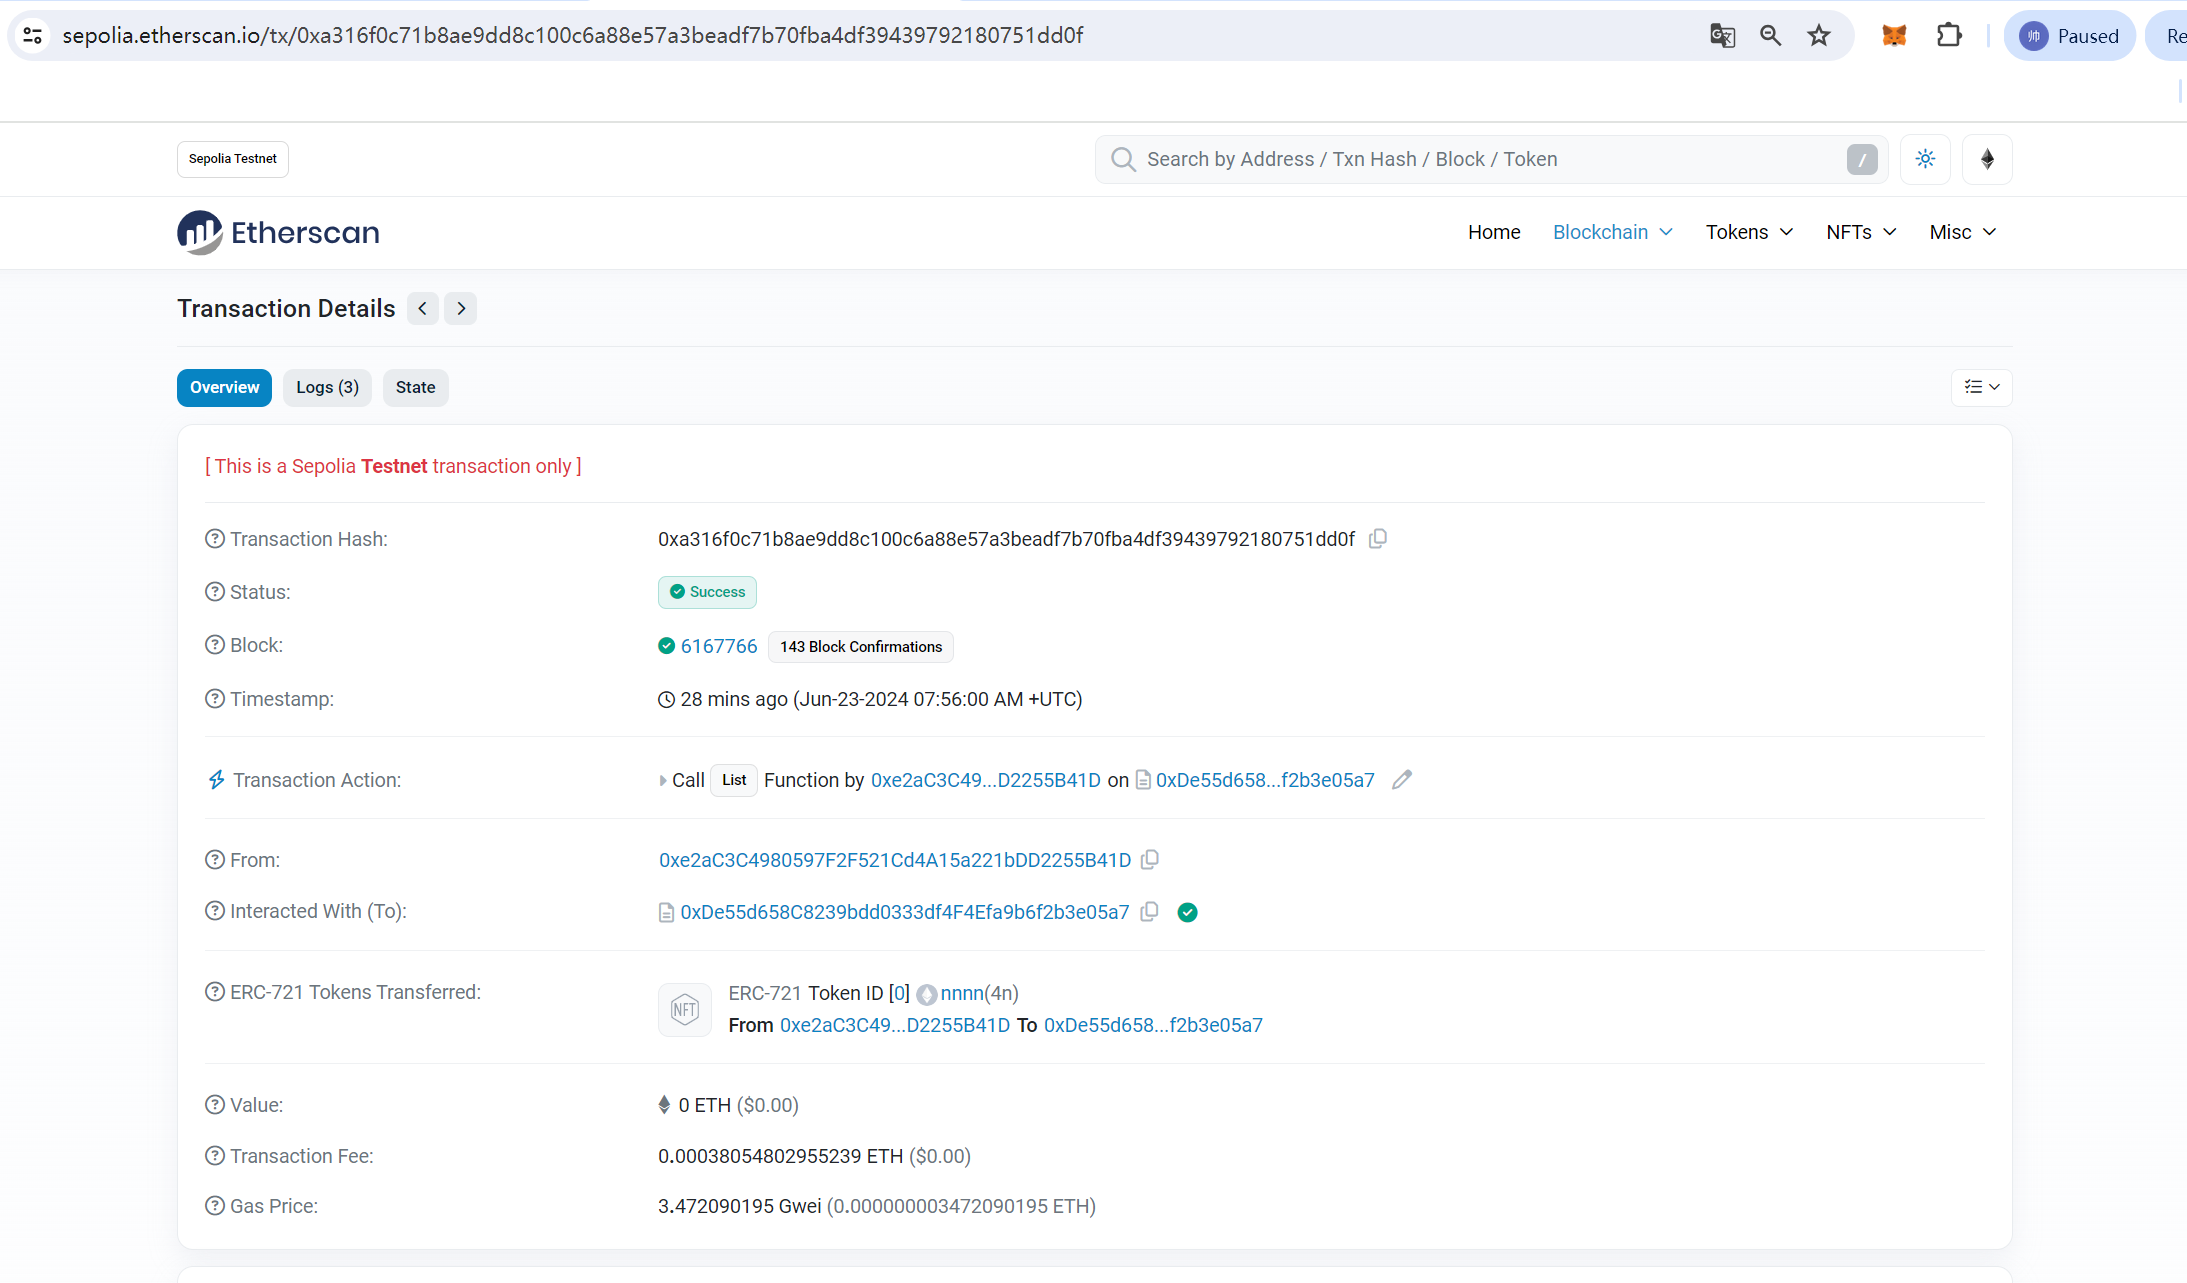 sepolia.etherscan.io/tx/0xa316f0c71b8ae9dd8c100c6a88e57a3beadf7b70fba4df39439792180751dd0f
帅 Paused Re
Sepolia Testnet
Search by Address / Txn Hash / Block / Token /
Etherscan
Home Blockchain Tokens NFTs Misc
Transaction Details
Overview Logs (3) State
[ This is a Sepolia Testnet transaction only ]
Transaction Hash: 0xa316f0c71b8ae9dd8c100c6a88e57a3beadf7b70fba4df39439792180751dd0f
Status: Success
Block: 6167766 143 Block Confirmations
Timestamp: 28 mins ago (Jun-23-2024 07:56:00 AM +UTC)
Transaction Action: Call List Function by 0xe2aC3C49...D2255B41D on 0xDe55d658...f2b3e05a7
From: 0xe2aC3C4980597F2F521Cd4A15a221bDD2255B41D
Interacted With (To): 0xDe55d658C8239bdd0333df4F4Efa9b6f2b3e05a7
ERC-721 Tokens Transferred: NFT ERC-721 Token ID [0] nnnn(4n)
From 0xe2aC3C49...D2255B41D To 0xDe55d658...f2b3e05a7
Value: 0 ETH ($0.00)
Transaction Fee: 0.00038054802955239 ETH ($0.00)
Gas Price: 3.472090195 Gwei (0.000000003472090195 ETH)